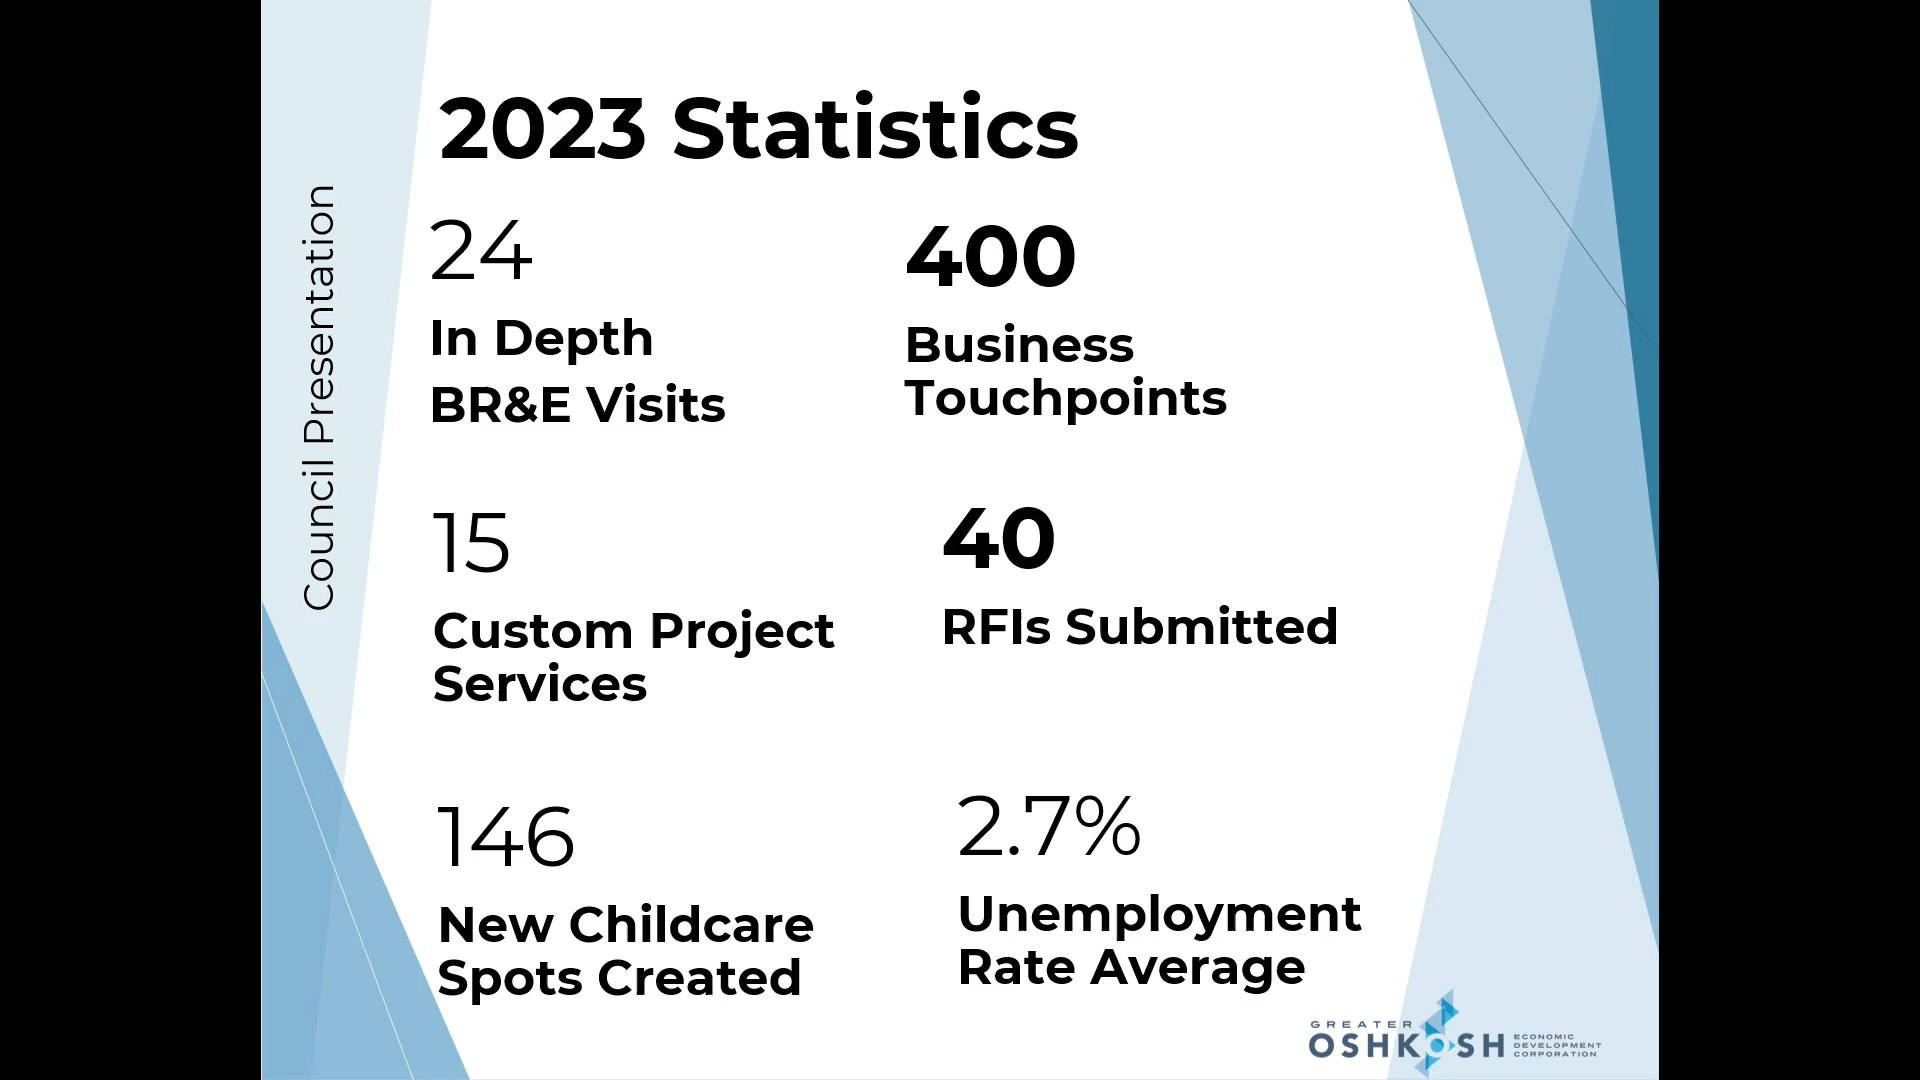 2023 Statistics
Council Presentation
24
In Depth
BR&E Visits
400
Business
Touchpoints
15
Custom Project
Services
40
RFIs Submitted
146
New Childcare
Spots Created
2.7%
Unemployment
Rate Average
GREATER
OSHKOSH
ECONOMIC
DEVELOPMENT
CORPORATION